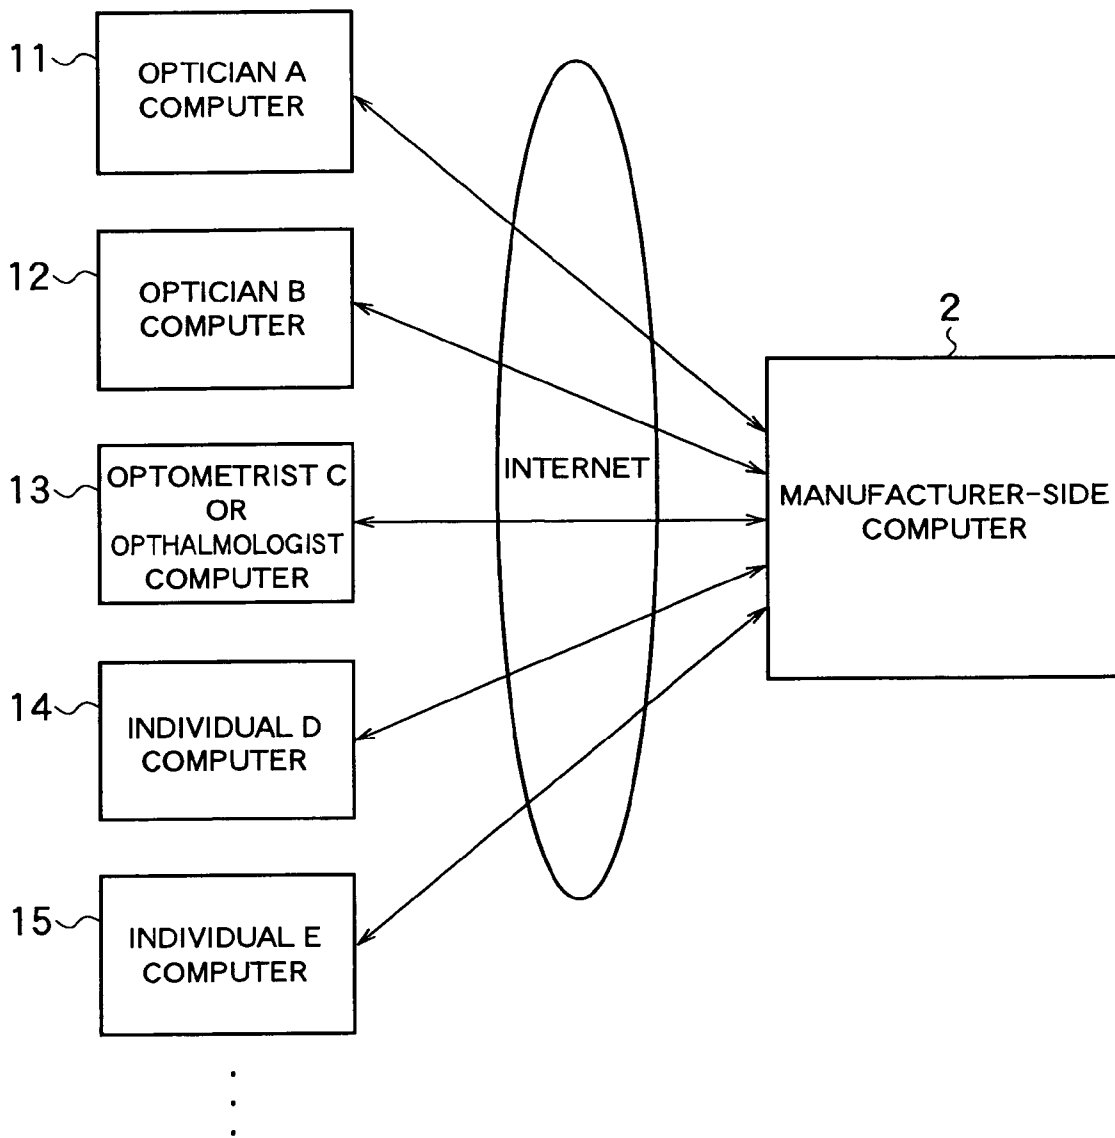 11
OPTICIAN A
COMPUTER
12
OPTICIAN B
COMPUTER
2
13
OPTOMETRIST C
OR
OPTHALMOLOGIST
COMPUTER
INTERNET
MANUFACTURER-SIDE
COMPUTER
14
INDIVIDUAL D
COMPUTER
15
INDIVIDUAL E
COMPUTER